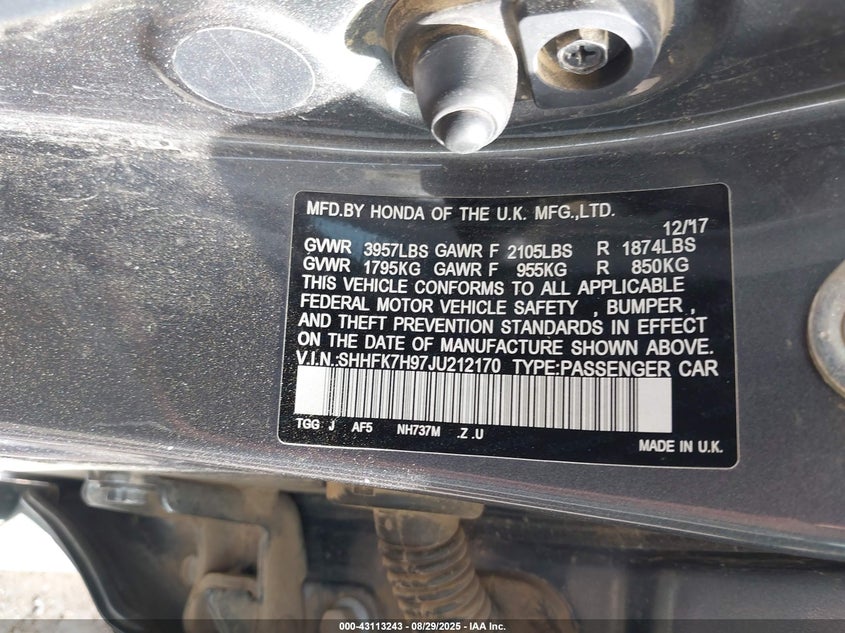 MFD.BY HONDA OF THE U.K. MFG.,LTD.
12/'17
GVWR 3957LBS GAWR F 2105LBS R 1874LBS
GVWR 1795KG GAWR F 955KG R 850KG
THIS VEHICLE CONFORMS TO ALL APPLICABLE
FEDERAL MOTOR VEHICLE SAFETY , BUMPER ,
AND THEFT PREVENTION STANDARDS IN EFFECT
ON THE DATE OF MANUFACTURE SHOWN ABOVE.
V.I.N.:SHHFK7H97JU212170 TYPE:PASSENGER CAR
TGG J AF5 NH737M .Z .U
MADE IN U.K.
000-43113243 - 08/29/2025 - IAA Inc.